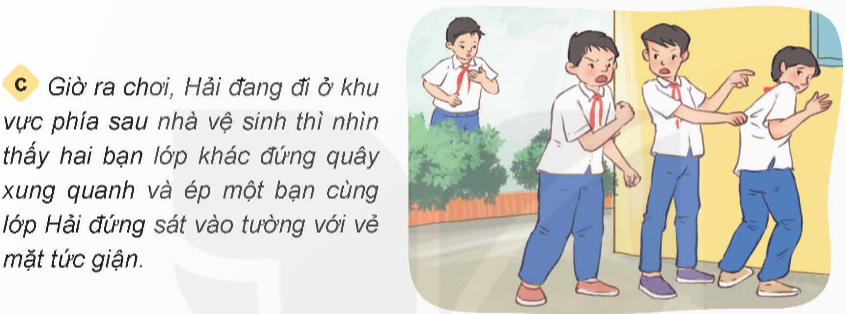 C Giờ ra chơi, Hải đang đi ở khu
vực phía sau nhà vệ sinh thì nhìn
thấy hai bạn lớp khác đứng quây
xung quanh và ép một bạn cùng
lớp Hải đứng sát vào tường với vẻ
mặt tức giận.